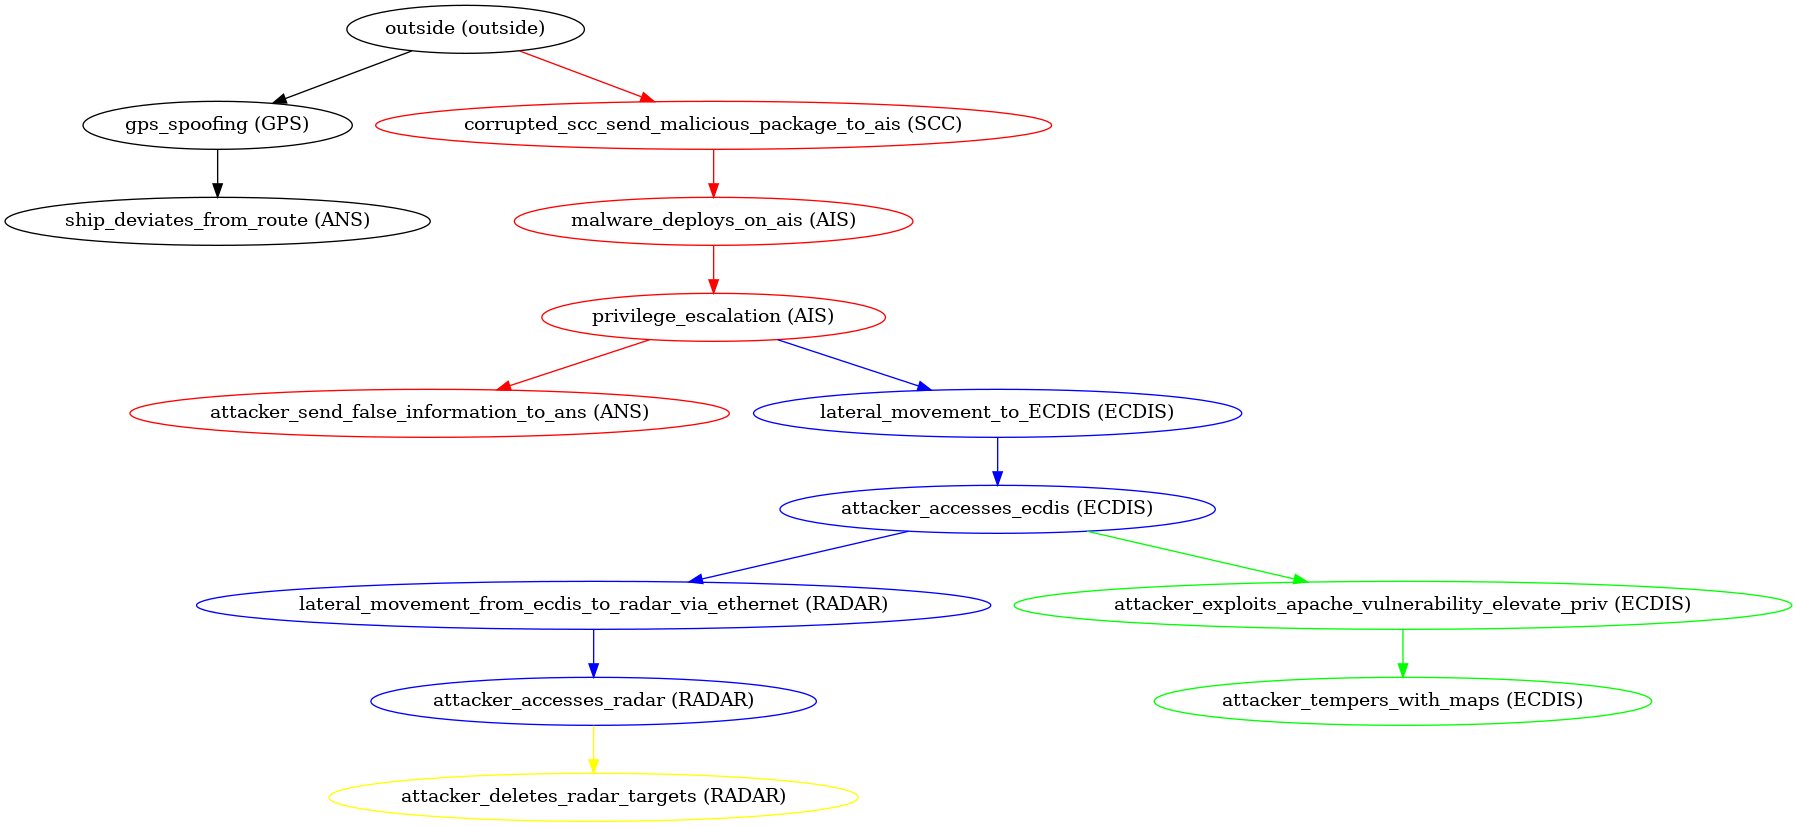 outside (outside)
gps_spoofing (GPS)
corrupted_scc_send_malicious_package_to_ais (SCC)
ship_deviates_from_route (ANS)
malware_deploys_on_ais (AIS)
privilege_escalation (AIS)
attacker_send_false_information_to_ans (ANS)
lateral_movement_to_ECDIS (ECDIS)
attacker_accesses_ecdis (ECDIS)
lateral_movement_from_ecdis_to_radar_via_ethernet (RADAR)
attacker_exploits_apache_vulnerability_elevate_priv (ECDIS)
attacker_accesses_radar (RADAR)
attacker_tempers_with_maps (ECDIS)
attacker_deletes_radar_targets (RADAR)